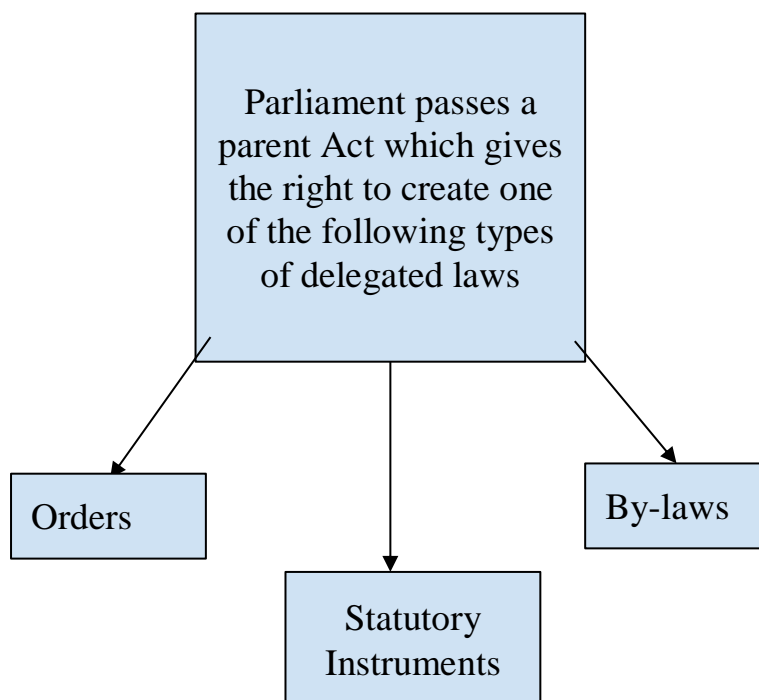 Parliament passes a
parent Act which gives
the right to create one
of the following types
of delegated laws
Orders
By-laws
Statutory
Instruments